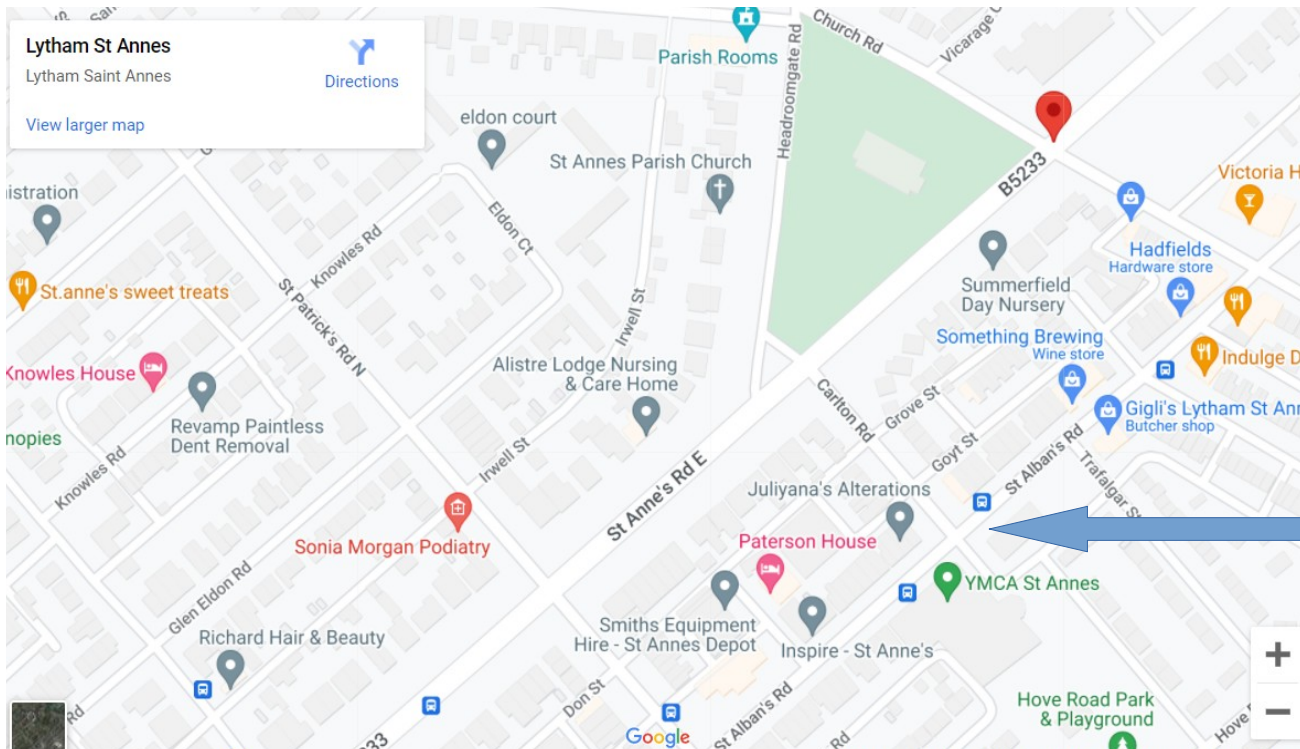 Lytham St Annes
Lytham Saint Annes
Directions
View larger map
Parish Rooms
Church Rd
Vicarage
Headroomgate Rd
eldon court
St Annes Parish Church
B5233
Victoria H
istration
Knowles Rd
Eldon Ct
Hadfields
Hardware store
St.anne's sweet treats
St Patrick's Rd N
Irwell St
Summerfield
Day Nursery
Something Brewing
Wine store
Indulge D
Knowles House
Alistre Lodge Nursing
& Care Home
Carlton Rd
Grove St
Gigli's Lytham St Ann
Butcher shop
Revamp Paintless
Dent Removal
nopies
Knowles Rd
Irwell St
St Anne's Rd E
Goyt St
St Alban's Rd
Trafalgar St
Juliyana's Alterations
Sonia Morgan Podiatry
Paterson House
YMCA St Annes
Glen Eldon Rd
Richard Hair & Beauty
Smiths Equipment
Hire - St Annes Depot
Inspire - St Anne's
Don St
St Alban's Rd
Hove Road Park
& Playground
Hove
Rd
233
Google
Rd